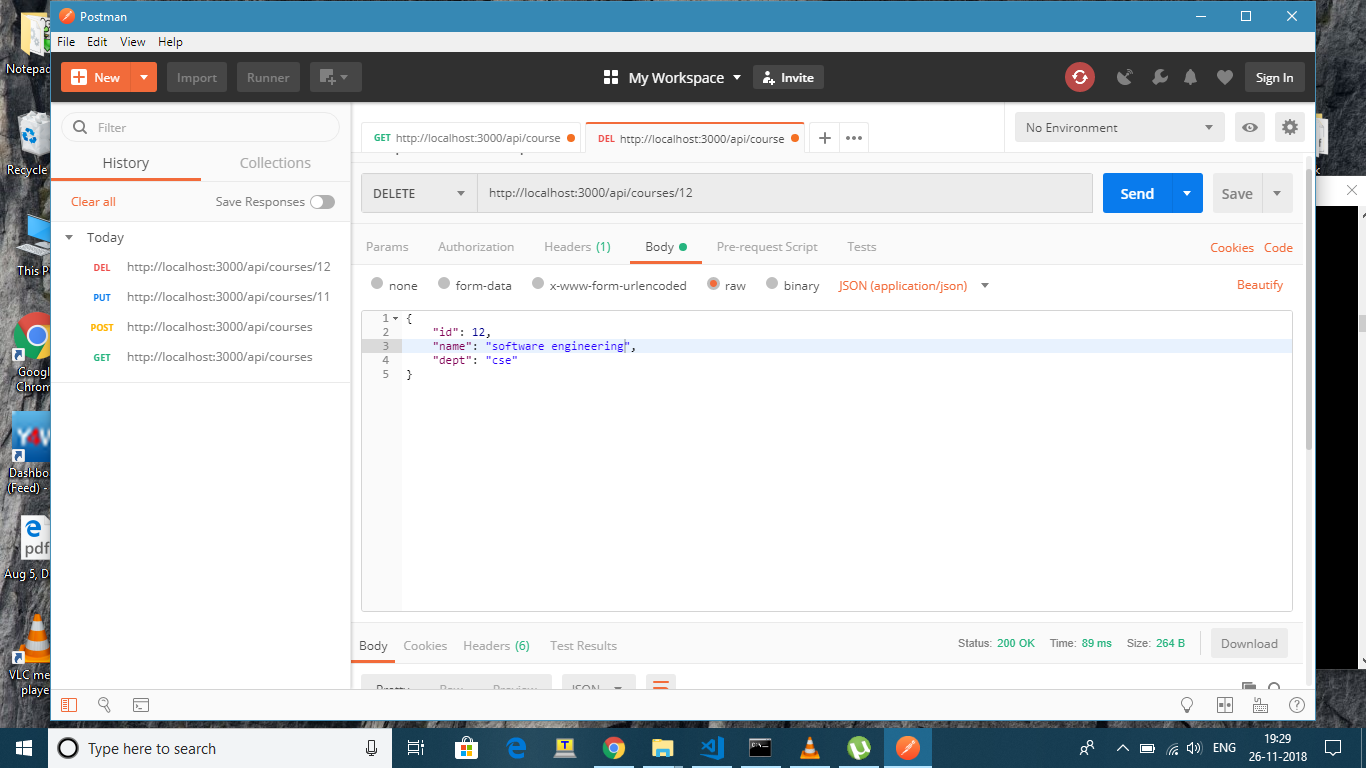 Postman
File Edit View Help
New Import Runner My Workspace Invite Sign In
Filter
History Collections
Clear all Save Responses
Today
DEL http://localhost:3000/api/courses/12
PUT http://localhost:3000/api/courses/11
POST http://localhost:3000/api/courses
GET http://localhost:3000/api/courses
GET http://localhost:3000/api/course DEL http://localhost:3000/api/course + ••• No Environment
DELETE http://localhost:3000/api/courses/12 Send Save
Params Authorization Headers (1) Body Pre-request Script Tests Cookies Code
none form-data x-www-form-urlencoded raw binary JSON (application/json) Beautify
1 {
2 "id": 12,
3 "name": "software engineering",
4 "dept": "cse"
5 }
Body Cookies Headers (6) Test Results Status: 200 OK Time: 89 ms Size: 264 B Download
Pretty Raw Preview JSON
Notepad
Recycle
This P
Google
Chrom
Dashbo
(Feed) -
pdf
Aug 5, D
VLC me
playe
Type here to search ENG 19:29
26-11-2018